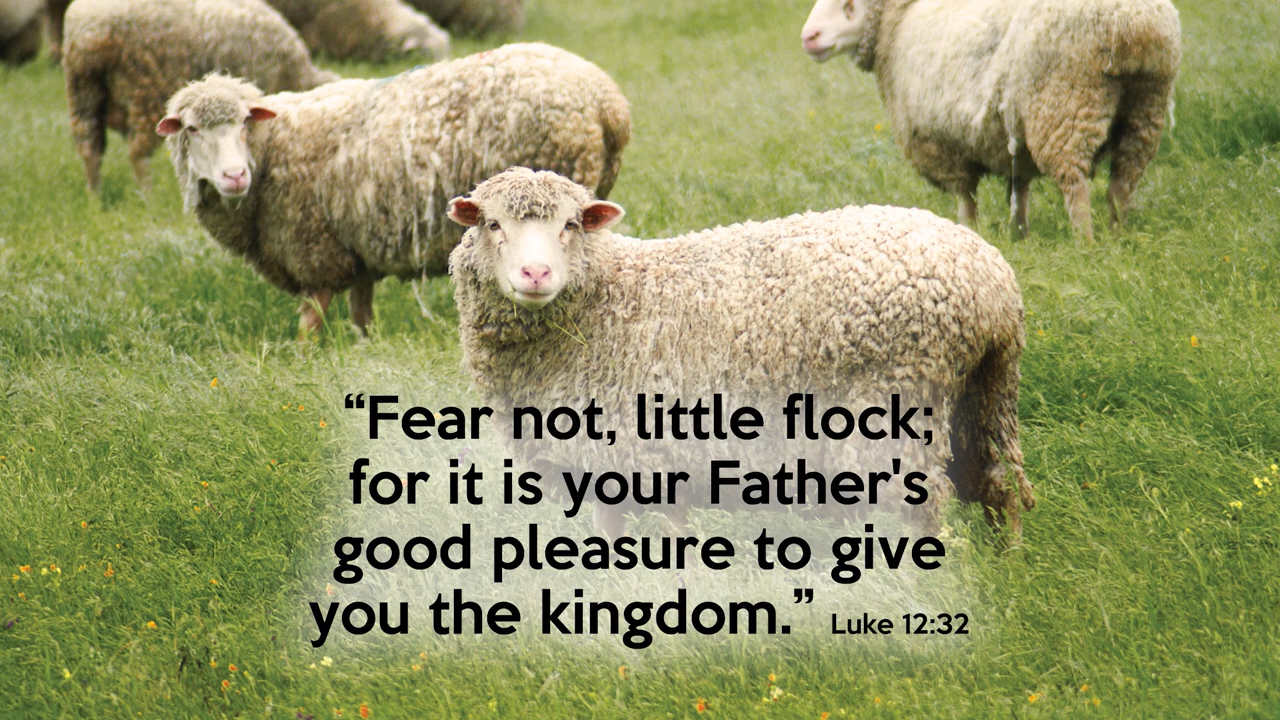 “Fear not, little flock;
for it is your Father's
good pleasure to give
you the kingdom.” Luke 12:32